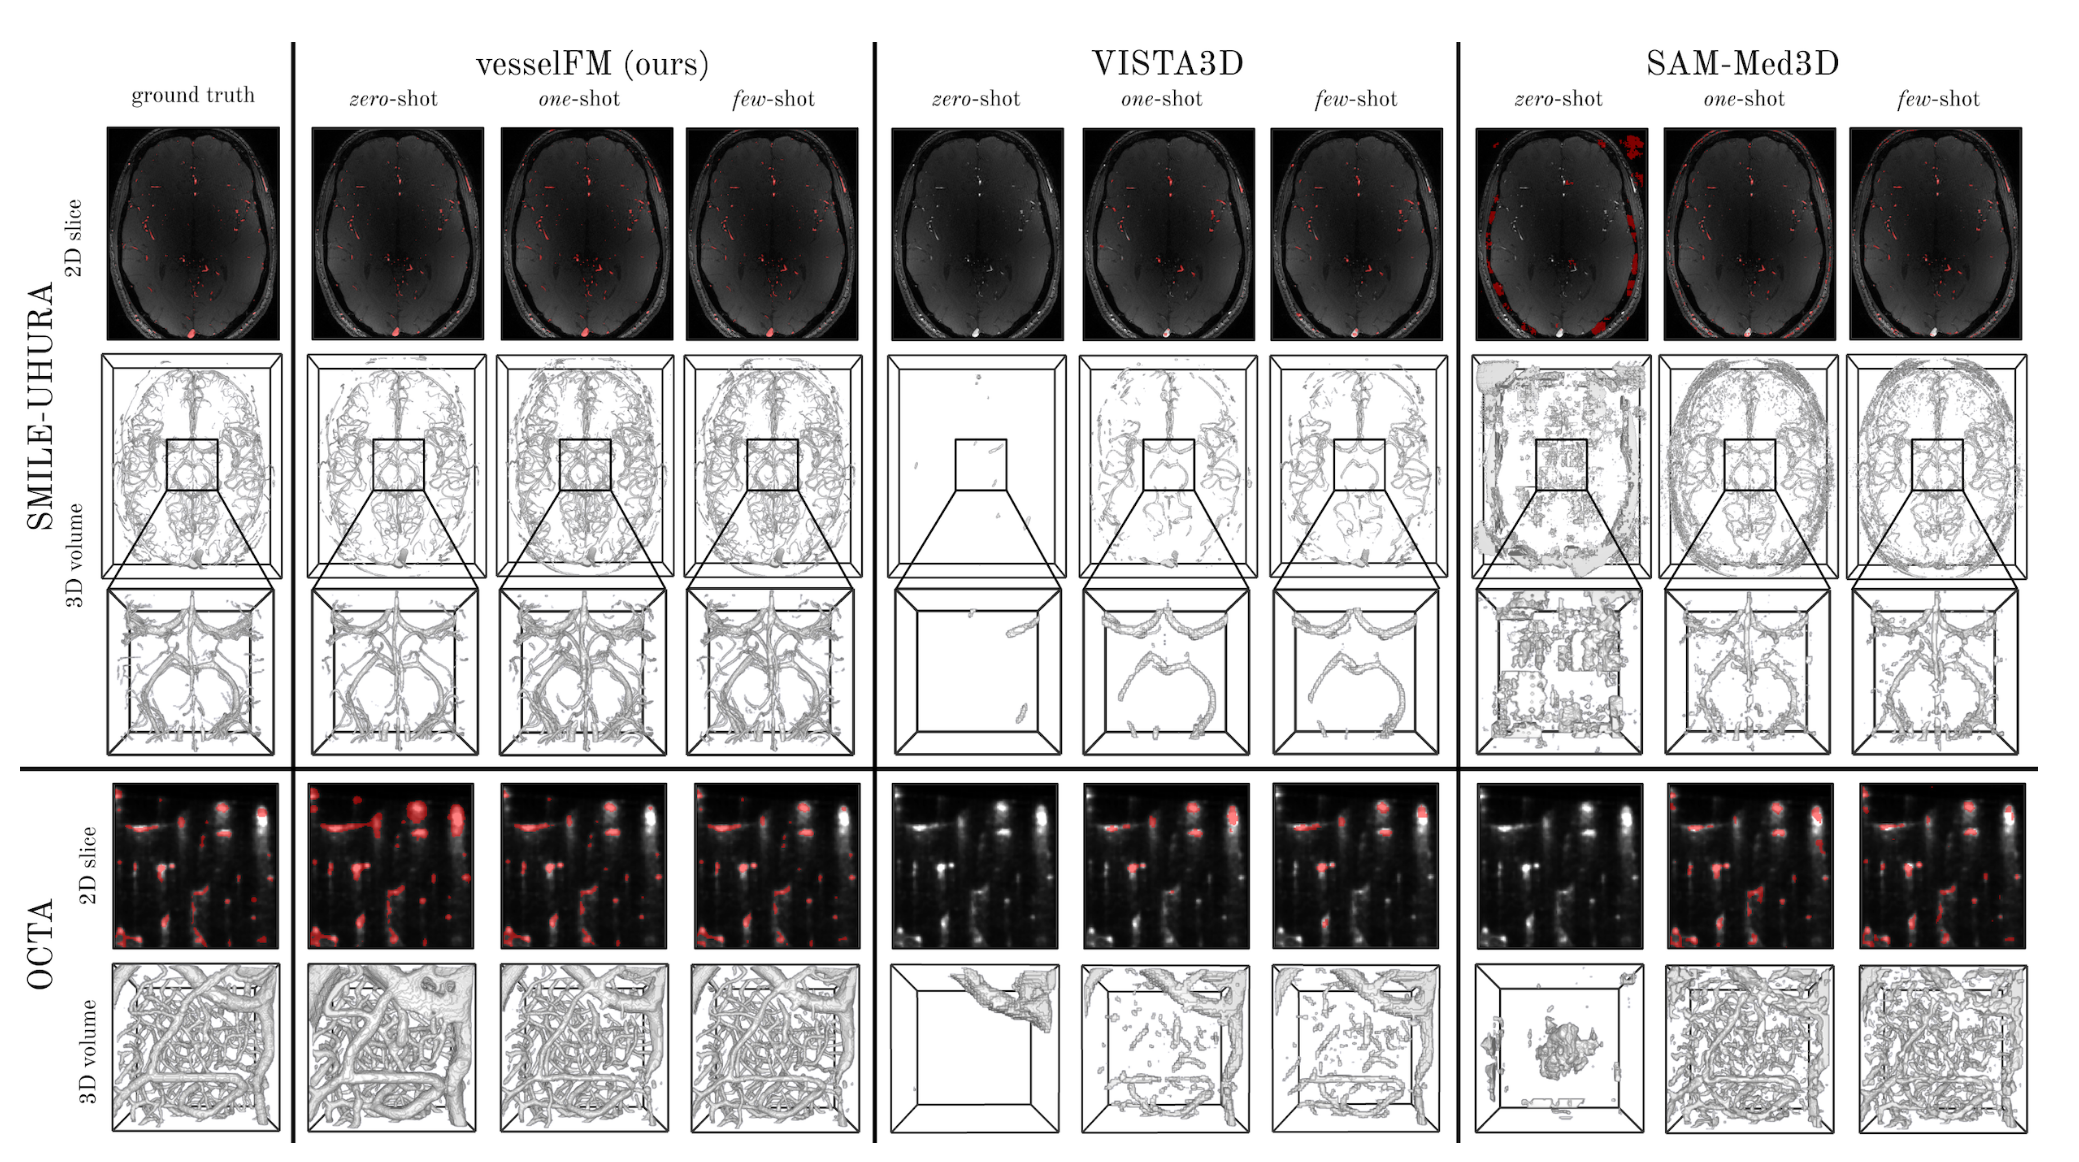 vesselFM (ours)
VISTA3D
SAM-Med3D
ground truth
zero-shot
one-shot
few-shot
zero-shot
one-shot
few-shot
zero-shot
one-shot
few-shot
SMILE-UHURA
2D slice
3D volume
OCTA
2D slice
3D volume